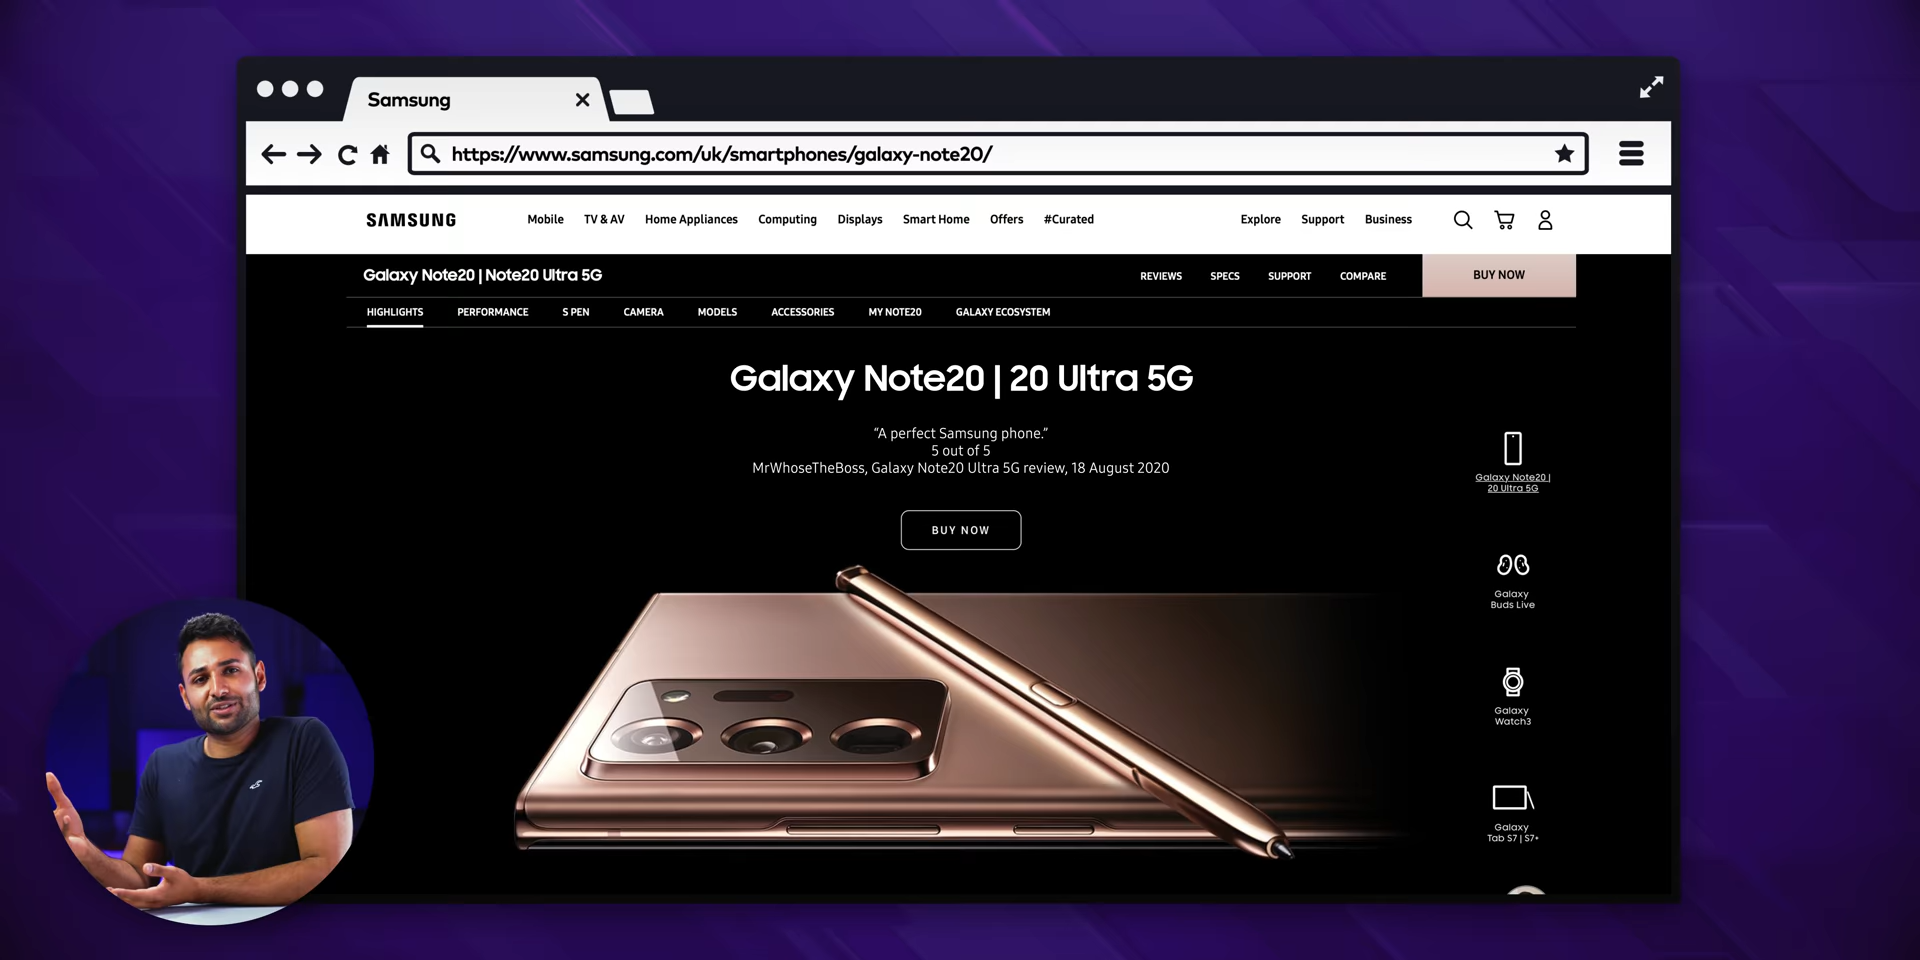 Samsung
https://www.samsung.com/uk/smartphones/galaxy-note20/
SAMSUNG Mobile TV & AV Home Appliances Computing Displays Smart Home Offers #Curated Explore Support Business
Galaxy Note20 | Note20 Ultra 5G REVIEWS SPECS SUPPORT COMPARE BUY NOW
HIGHLIGHTS PERFORMANCE S PEN CAMERA MODELS ACCESSORIES MY NOTE20 GALAXY ECOSYSTEM
Galaxy Note20 | 20 Ultra 5G
“A perfect Samsung phone.”
5 out of 5
MrWhoseTheBoss, Galaxy Note20 Ultra 5G review, 18 August 2020
BUY NOW
Galaxy Note20 |
20 Ultra 5G
Galaxy
Buds Live
Galaxy
Watch3
Galaxy
Tab S7 | S7+